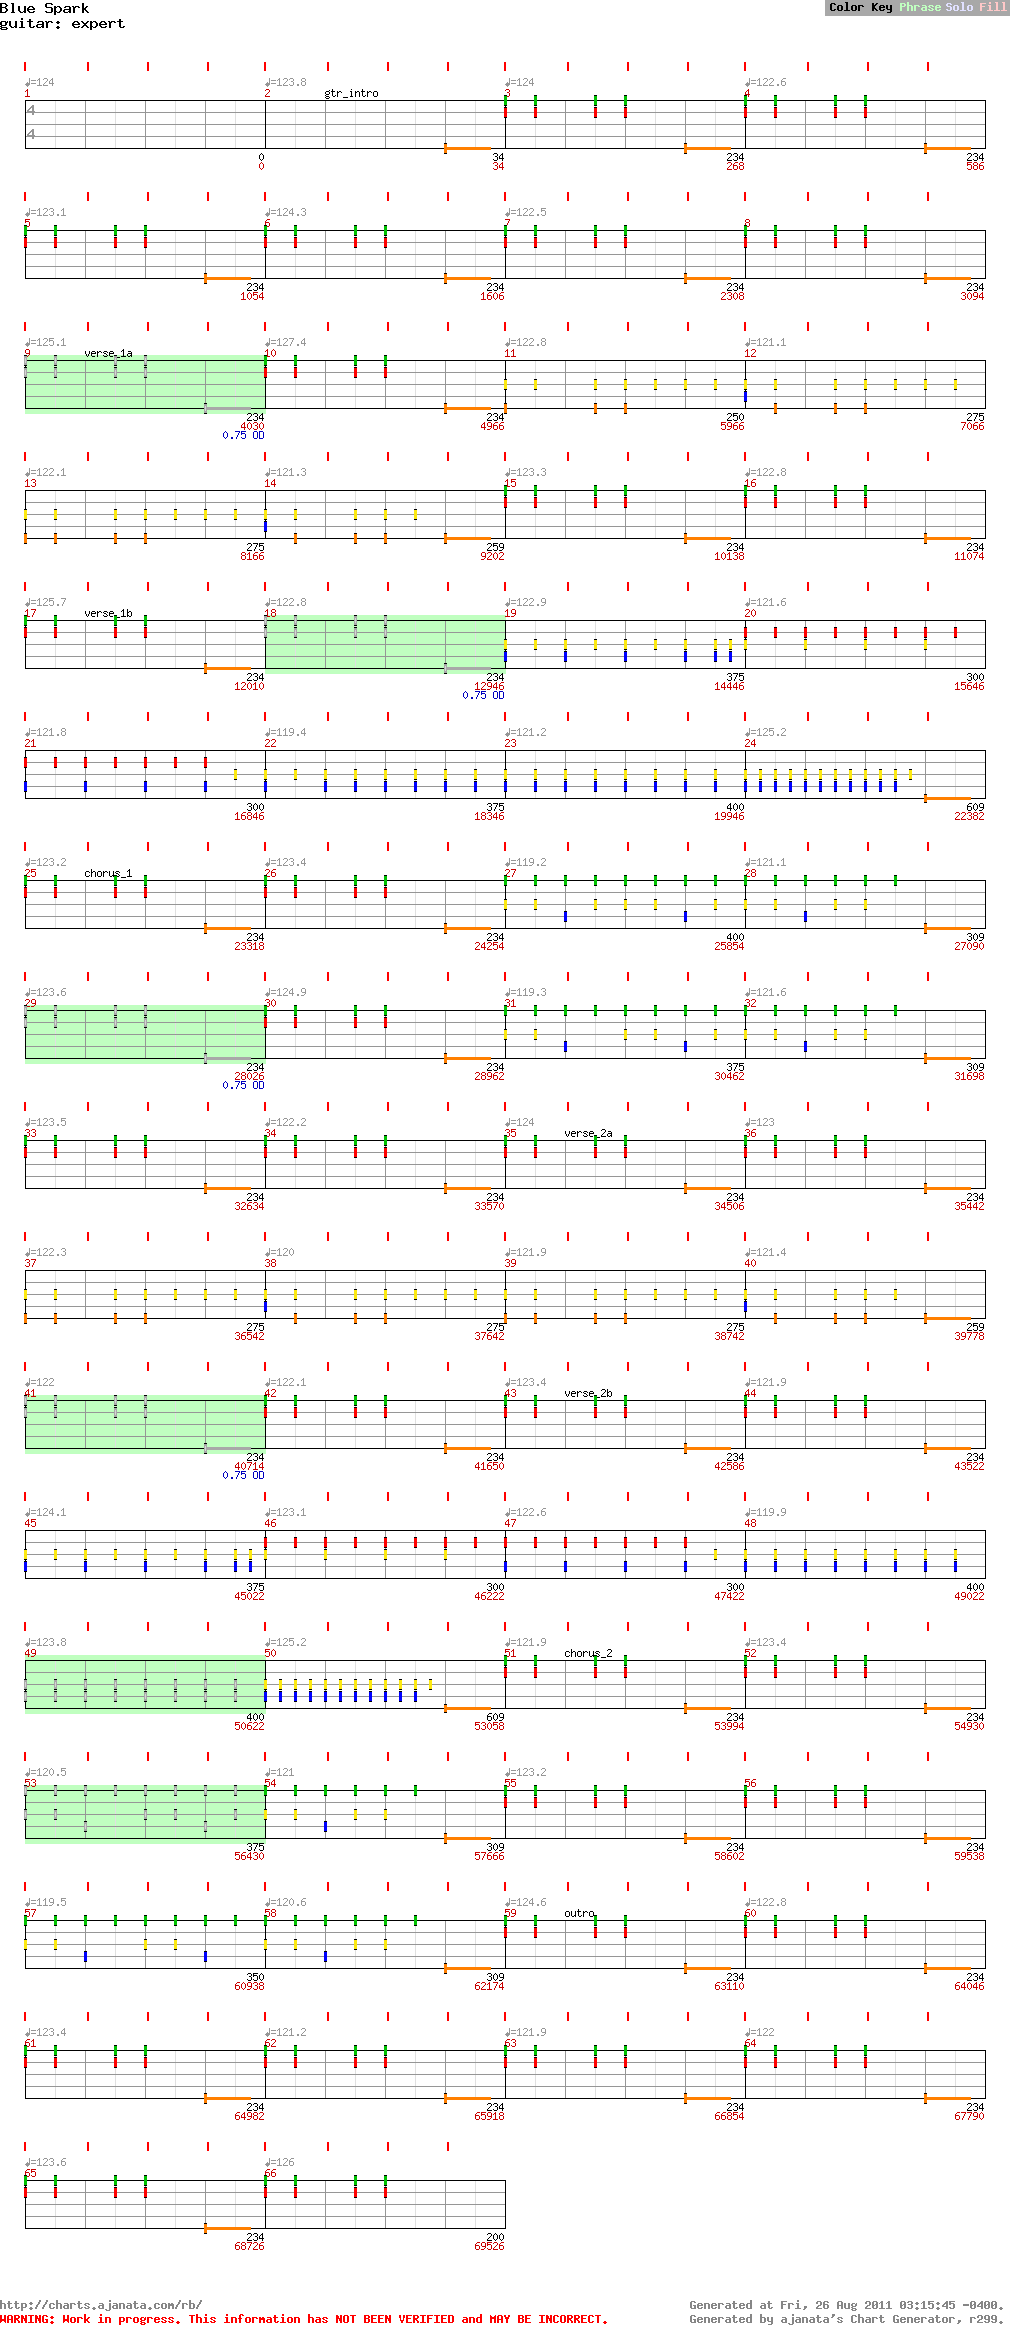 Blue Spark
Color Key Phrase Solo Fill
guitar: expert
♩=124 ♩=123.8 ♩=124 ♩=122.6
1 2 gtr_intro 3 4
4
4
0 34 234 234
0 34 268 586
♩=123.1 ♩=124.3 ♩=122.5
5 6 7 8
234 234 234 234
1054 1606 2308 3094
♩=125.1 ♩=127.4 ♩=122.8 ♩=121.1
9 verse_1a 10 11 12
234 234 250 275
4030 4966 5966 7066
0.75 OD
♩=122.1 ♩=121.3 ♩=123.3 ♩=122.8
13 14 15 16
275 259 234 234
8166 9202 10138 11074
♩=125.7 ♩=122.8 ♩=122.9 ♩=121.6
17 verse_1b 18 19 20
234 234 375 300
12010 12946 14446 15646
0.75 OD
♩=121.8 ♩=119.4 ♩=121.2 ♩=125.2
21 22 23 24
300 375 400 609
16846 18346 19946 22382
♩=123.2 ♩=123.4 ♩=119.2 ♩=121.1
25 chorus_1 26 27 28
234 234 400 309
23318 24254 25854 27090
♩=123.6 ♩=124.9 ♩=119.3 ♩=121.6
29 30 31 32
234 234 375 309
28026 28962 30462 31698
0.75 OD
♩=123.5 ♩=122.2 ♩=124 ♩=123
33 34 35 verse_2a 36
234 234 234 234
32634 33570 34506 35442
♩=122.3 ♩=120 ♩=121.9 ♩=121.4
37 38 39 40
275 275 275 259
36542 37642 38742 39778
♩=122 ♩=122.1 ♩=123.4 ♩=121.9
41 42 43 verse_2b 44
234 234 234 234
40714 41650 42586 43522
0.75 OD
♩=124.1 ♩=123.1 ♩=122.6 ♩=119.9
45 46 47 48
375 300 300 400
45022 46222 47422 49022
♩=123.8 ♩=125.2 ♩=121.9 ♩=123.4
49 50 51 chorus_2 52
400 609 234 234
50622 53058 53994 54930
♩=120.5 ♩=121 ♩=123.2
53 54 55 56
375 309 234 234
56430 57666 58602 59538
♩=119.5 ♩=120.6 ♩=124.6 ♩=122.8
57 58 59 outro 60
350 309 234 234
60938 62174 63110 64046
♩=123.4 ♩=121.2 ♩=121.9 ♩=122
61 62 63 64
234 234 234 234
64982 65918 66854 67790
♩=123.6 ♩=126
65 66
234 200
68726 69526
http://charts.ajanata.com/rb/ Generated at Fri, 26 Aug 2011 03:15:45 -0400.
WARNING: Work in progress. This information has NOT BEEN VERIFIED and MAY BE INCORRECT. Generated by ajanata's Chart Generator, r299.